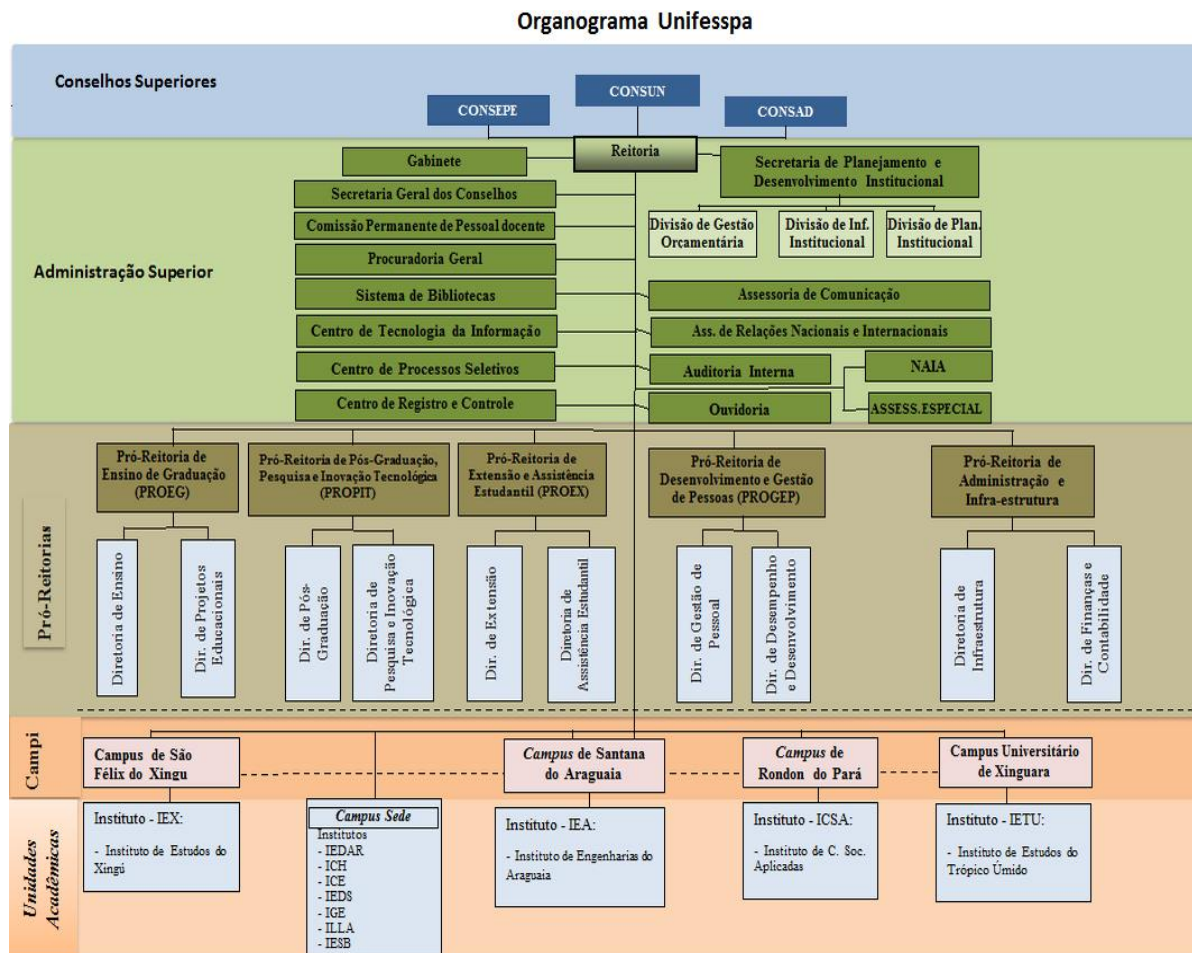 Organograma Unifesspa
Conselhos Superiores
CONSUN
CONSEPE
CONSAD
Reitoria
Gabinete
Secretaria de Planejamento e
Desenvolvimento Institucional
Secretaria Geral dos Conselhos
Divisão de Gestão
Orçamentária
Divisão de Inf.
Institucional
Divisão de Plan.
Institucional
Comissão Permanente de Pessoal docente
Procuradoria Geral
Administração Superior
Sistema de Bibliotecas
Assessoria de Comunicação
Centro de Tecnologia da Informação
Ass. de Relações Nacionais e Internacionais
Centro de Processos Seletivos
Auditoria Interna
NAIA
Centro de Registro e Controle
Ouvidoria
ASSESS.ESPECIAL
Pró-Reitorias
Pró-Reitoria de
Ensino de Graduação
(PROEG)
Pró-Reitoria de Pós-Graduação,
Pesquisa e Inovação Tecnológica
(PROPIT)
Pró-Reitoria de
Extensão e Assistência
Estudantil (PROEX)
Pró-Reitoria de
Desenvolvimento e Gestão
de Pessoas (PROGEP)
Pró-Reitoria de
Administração e
Infra-estrutura
Diretoria de Ensino
Dir. de Projetos
Educacionais
Dir. de Pós-
Graduação
Diretoria de
Pesquisa e Inovação
Tecnológica
Dir. de Extensão
Diretoria de
Assistência Estudantil
Dir. de Gestão de
Pessoal
Dir. de Desempenho
e Desenvolvimento
Diretoria de
Infraestrutura
Dir. de Finanças e
Contabilidade
Campi
Campus de São
Félix do Xingu
Campus de Santana
do Araguaia
Campus de
Rondon do Pará
Campus Universitário
de Xinguara
Unidades
Acadêmicas
Instituto - IEX:
- Instituto de Estudos do
Xingú
Campus Sede
Institutos
- IEDAR
- ICH
- ICE
- IEDS
- IGE
- ILLA
- IESB
Instituto - IEA:
- Instituto de Engenharias do
Araguaia
Instituto - ICSA:
- Instituto de C. Soc.
Aplicadas
Instituto - IETU:
- Instituto de Estudos do
Trópico Úmido